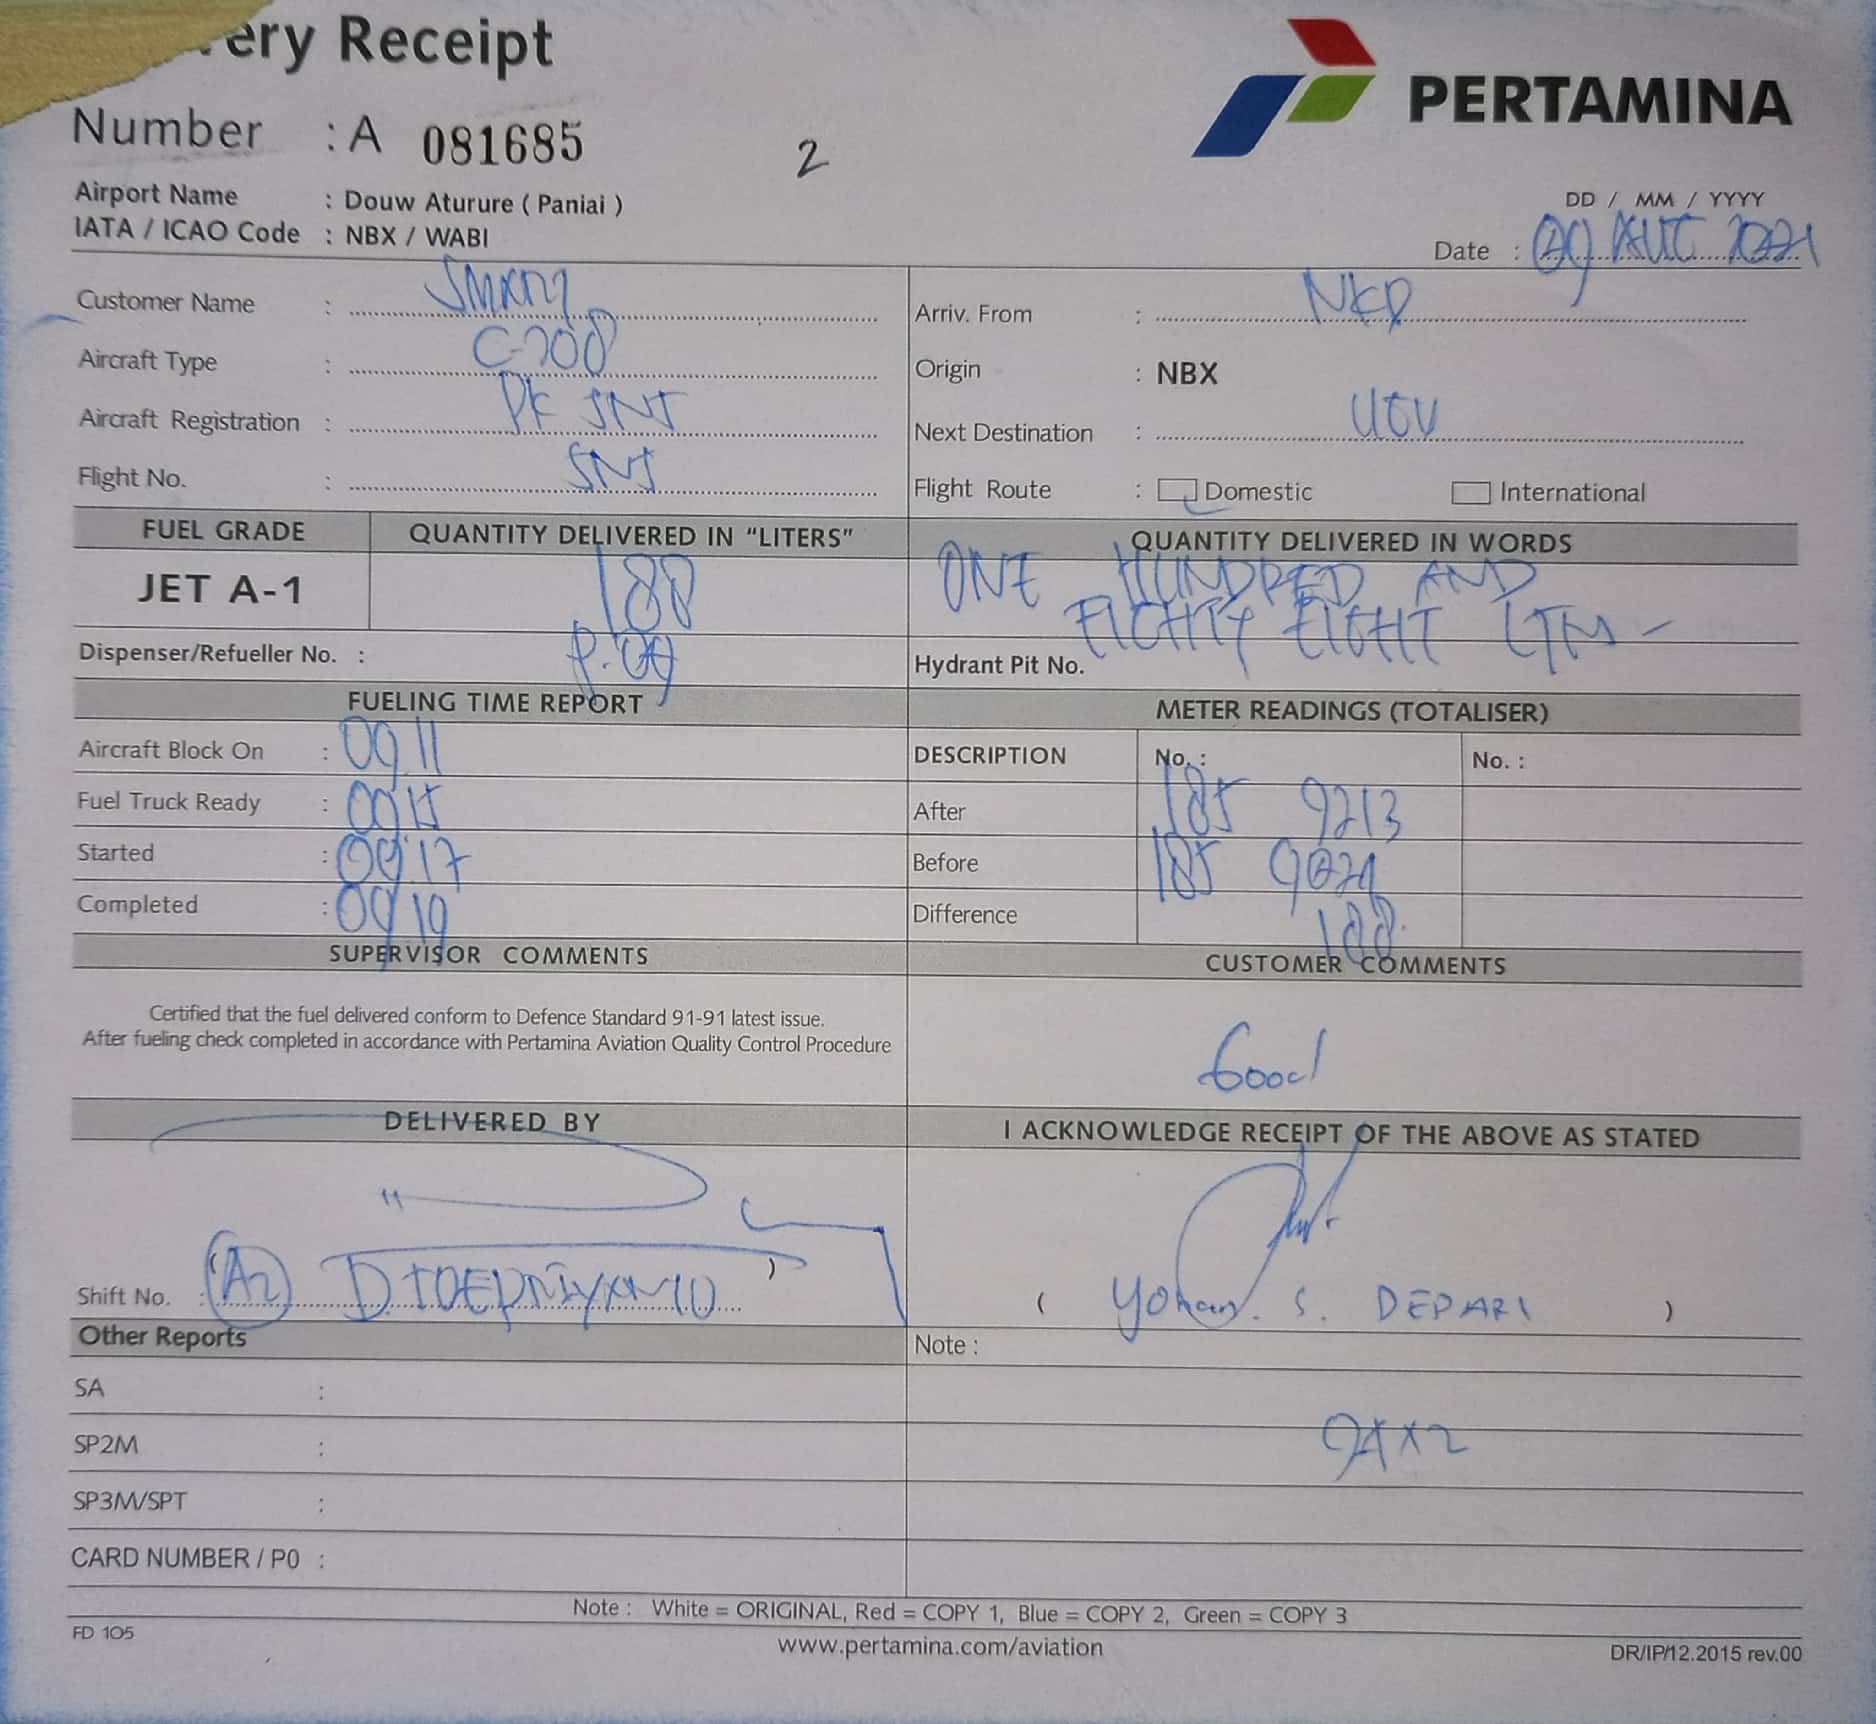 ery Receipt
PERTAMINA
Number : A 081685
2
Airport Name : Douw Aturure ( Paniai )
IATA / ICAO Code : NBX / WABI
DD / MM / YYYY
Date : 09 AUG 2021
Customer Name :
Arriv. From : NKD
Aircraft Type : C-208
Origin : NBX
Aircraft Registration : PK SNJ
Next Destination : UGU
Flight No. : SNJ
Flight Route : Domestic International
FUEL GRADE QUANTITY DELIVERED IN “LITERS” QUANTITY DELIVERED IN WORDS
JET A-1 188 ONE HUNDRED AND
EIGHTY EIGHT LTRS -
Dispenser/Refueller No. : P.09 Hydrant Pit No.
FUELING TIME REPORT METER READINGS (TOTALISER)
Aircraft Block On : 09 11 DESCRIPTION No. : No. :
Fuel Truck Ready : 09 15 After 185 9213
Started : 09 17 Before 185 9024
Completed : 09 19 Difference 188
SUPERVISOR COMMENTS CUSTOMER COMMENTS
Certified that the fuel delivered conform to Defence Standard 91-91 latest issue.
After fueling check completed in accordance with Pertamina Aviation Quality Control Procedure
Good
DELIVERED BY I ACKNOWLEDGE RECEIPT OF THE ABOVE AS STATED
Shift No. : (A2) ( Yohan. S. DEPARI )
Other Reports Note :
SA :
SP2M :
SP3M/SPT :
CARD NUMBER / P0 :
Note : White = ORIGINAL, Red = COPY 1, Blue = COPY 2, Green = COPY 3
FD 105 www.pertamina.com/aviation DR/IP/12.2015 rev.00